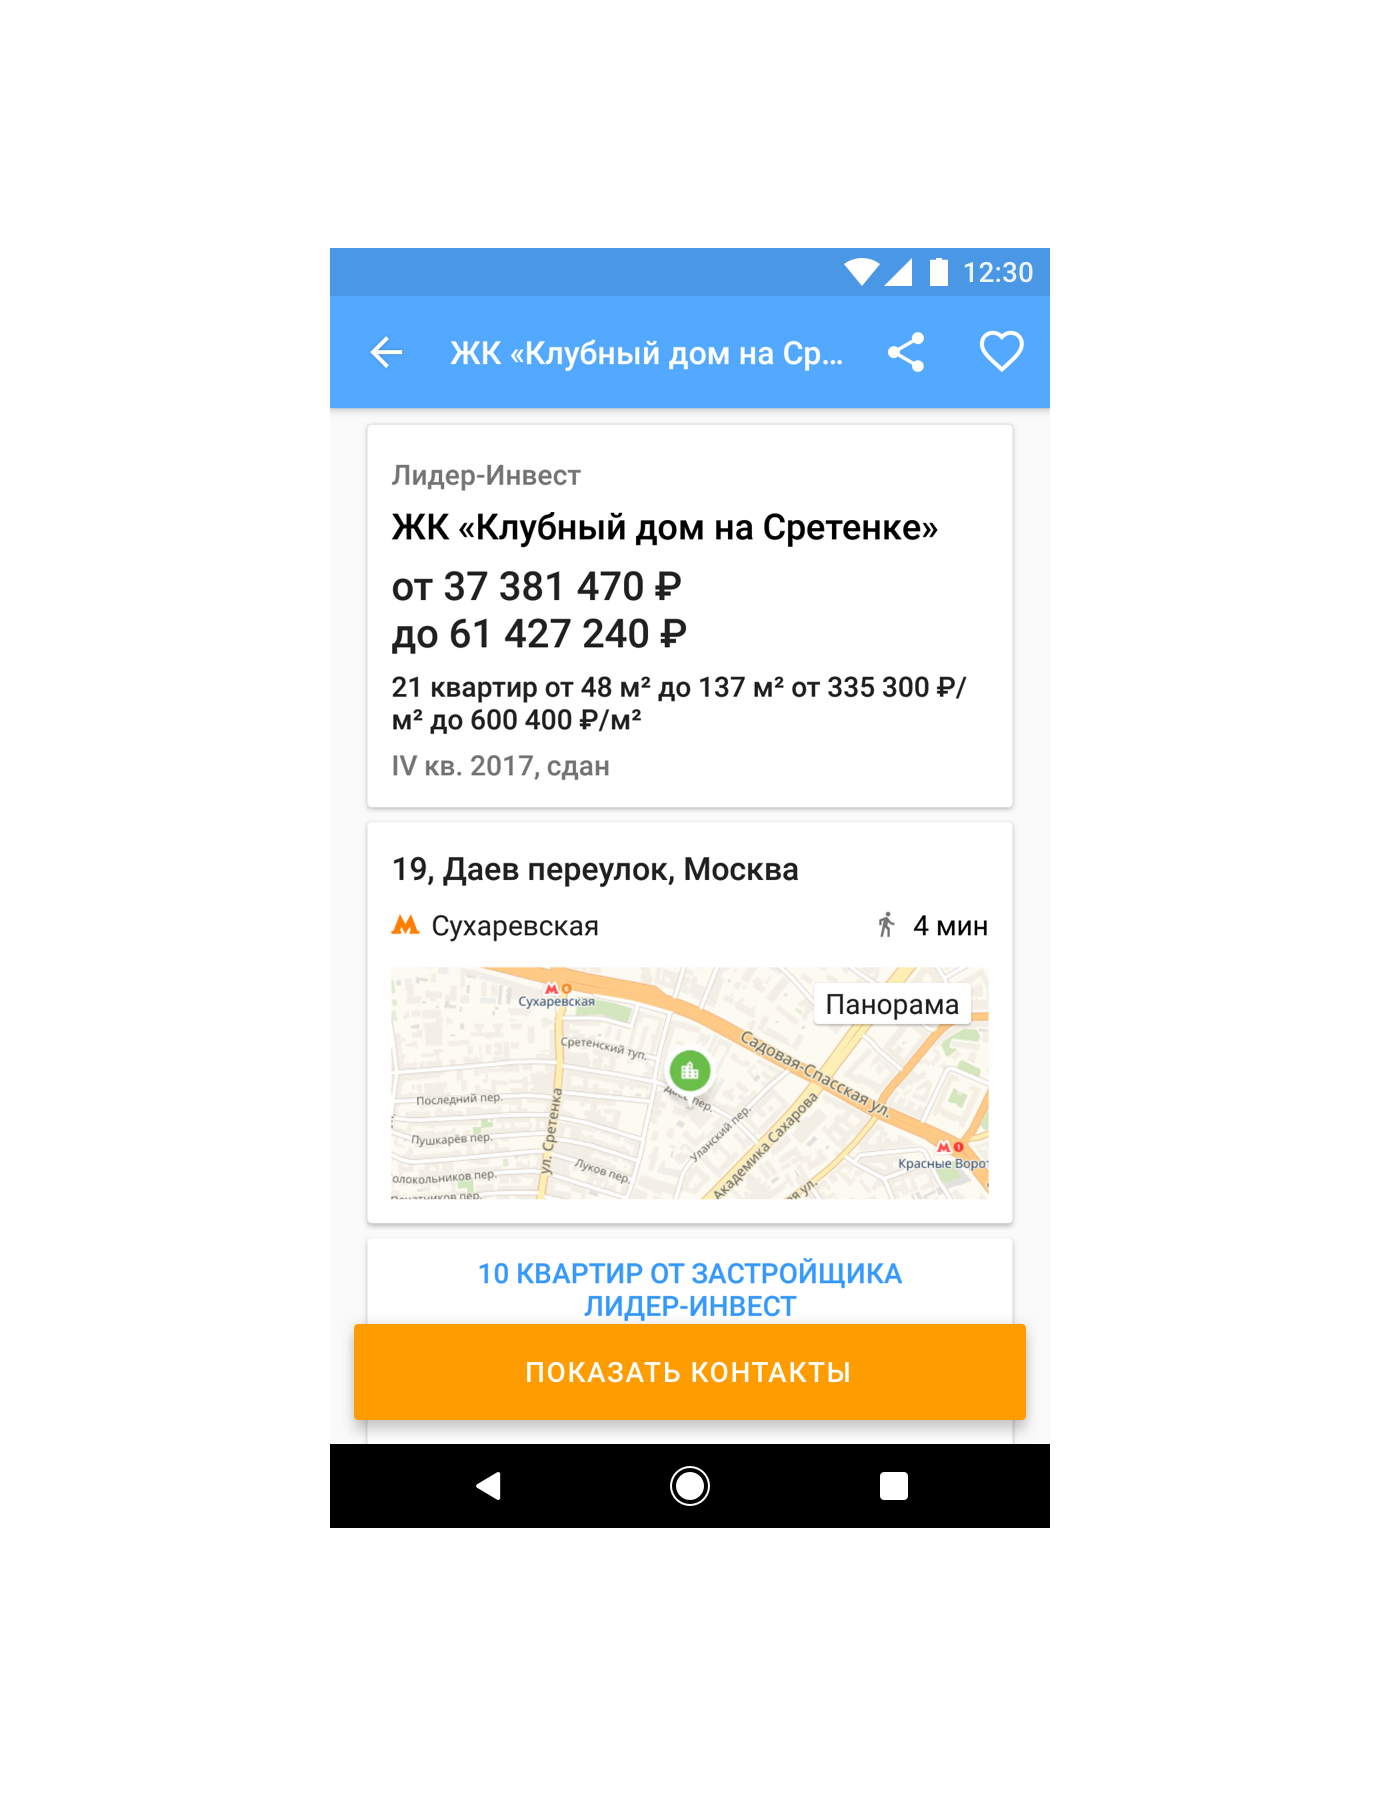 12:30
ЖК «Клубный дом на Ср...
Лидер-Инвест
ЖК «Клубный дом на Сретенке»
от 37 381 470 ₽
до 61 427 240 ₽
21 квартир от 48 м² до 137 м² от 335 300 ₽/
м² до 600 400 ₽/м²
IV кв. 2017, сдан
19, Даев переулок, Москва
Сухаревская
4 мин
Сухаревская
Панорама
Сретенский туп.
Садовая-Спасская ул.
Последний пер.
пер.
Пушкарёв пер.
ул. Сретенка
Уланский пер.
Академика Сахарова
Луков пер.
Красные Ворот
олокольников пер.
ая ул.
10 КВАРТИР ОТ ЗАСТРОЙЩИКА
ЛИДЕР-ИНВЕСТ
ПОКАЗАТЬ КОНТАКТЫ